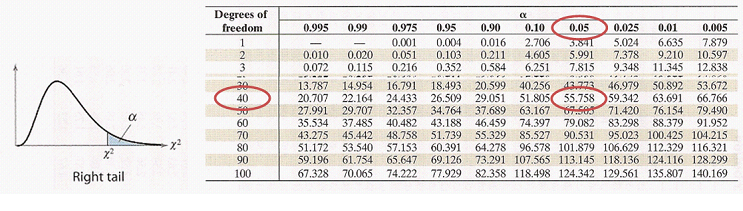 Degrees of
freedom
α
0.995 0.99 0.975 0.95 0.90 0.10 0.05 0.025 0.01 0.005
1 — — 0.001 0.004 0.016 2.706 3.841 5.024 6.635 7.879
2 0.010 0.020 0.051 0.103 0.211 4.605 5.991 7.378 9.210 10.597
3 0.072 0.115 0.216 0.352 0.584 6.251 7.815 9.348 11.345 12.838
30 13.787 14.954 16.791 18.493 20.599 40.256 43.773 46.979 50.892 53.672
40 20.707 22.164 24.433 26.509 29.051 51.805 55.758 59.342 63.691 66.766
50 27.991 29.707 32.357 34.764 37.689 63.167 67.505 71.420 76.154 79.490
60 35.534 37.485 40.482 43.188 46.459 74.397 79.082 83.298 88.379 91.952
70 43.275 45.442 48.758 51.739 55.329 85.527 90.531 95.023 100.425 104.215
80 51.172 53.540 57.153 60.391 64.278 96.578 101.879 106.629 112.329 116.321
90 59.196 61.754 65.647 69.126 73.291 107.565 113.145 118.136 124.116 128.299
100 67.328 70.065 74.222 77.929 82.358 118.498 124.342 129.561 135.807 140.169
α
χ²
χ²
Right tail